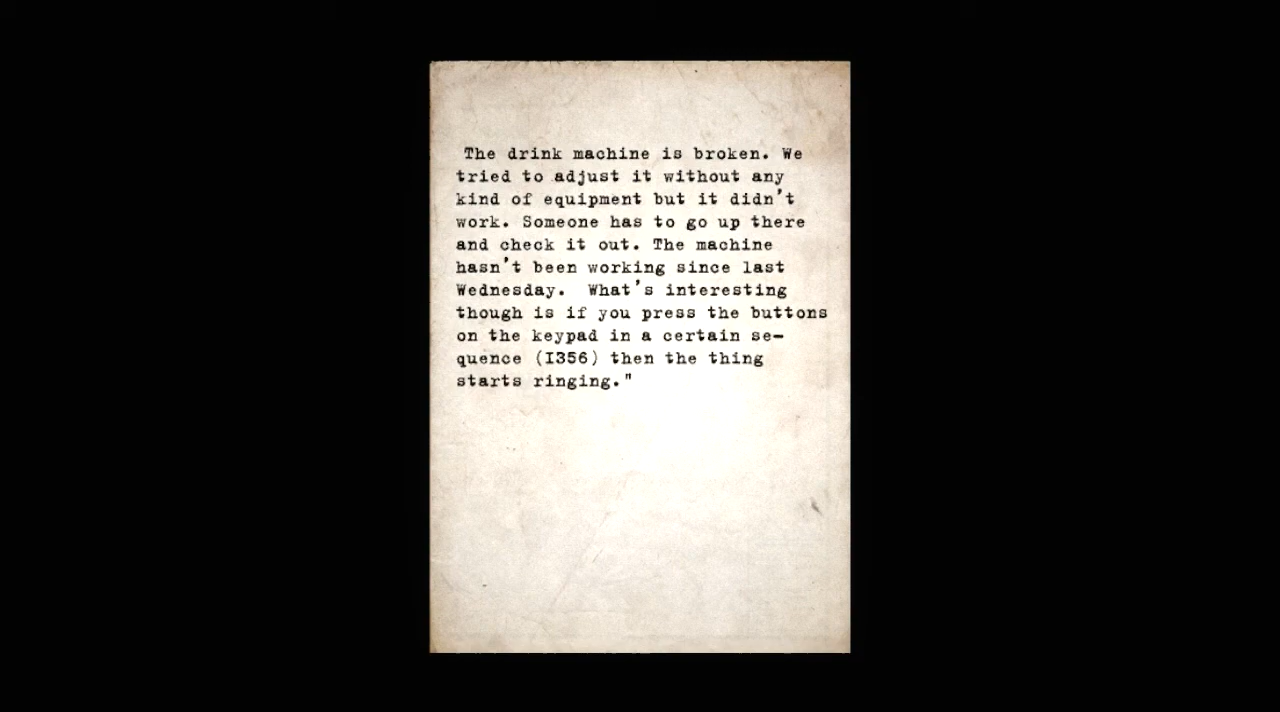 The drink machine is broken. We
tried to adjust it without any
kind of equipment but it didn't
work. Someone has to go up there
and check it out. The machine
hasn't been working since last
Wednesday.  What's interesting
though is if you press the buttons
on the keypad in a certain se-
quence (1356) then the thing
starts ringing."